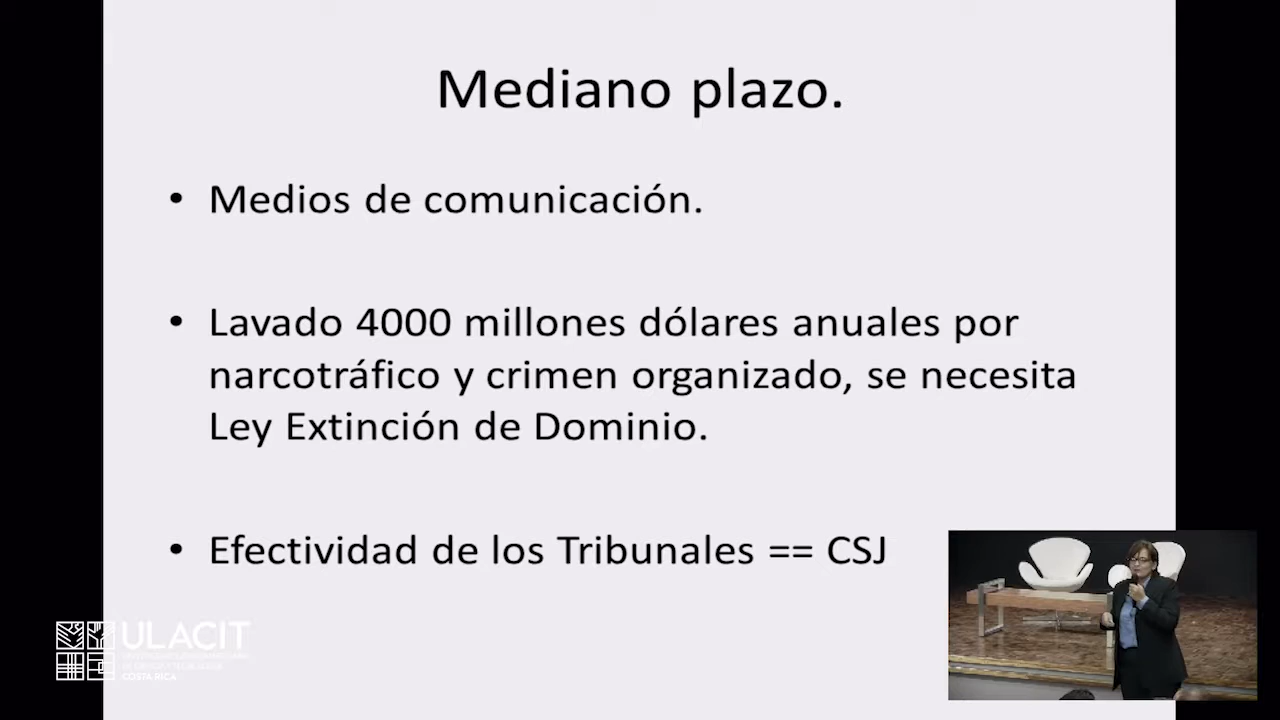 Mediano plazo.
• Medios de comunicación.
• Lavado 4000 millones dólares anuales por
narcotráfico y crimen organizado, se necesita
Ley Extinción de Dominio.
• Efectividad de los Tribunales == CSJ
ULACIT
COSTA RICA